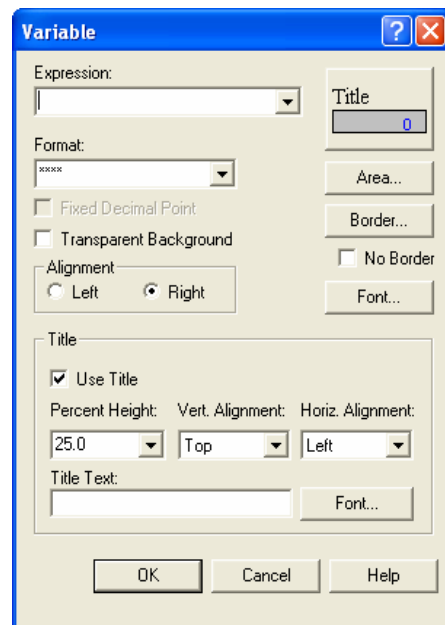 Variable
Expression:
Title
0
Format:
****
Area...
Fixed Decimal Point
Border...
Transparent Background
No Border
Alignment
Left Right
Font...
Title
Use Title
Percent Height: Vert. Alignment: Horiz. Alignment:
25.0 Top Left
Title Text:
Font...
OK Cancel Help